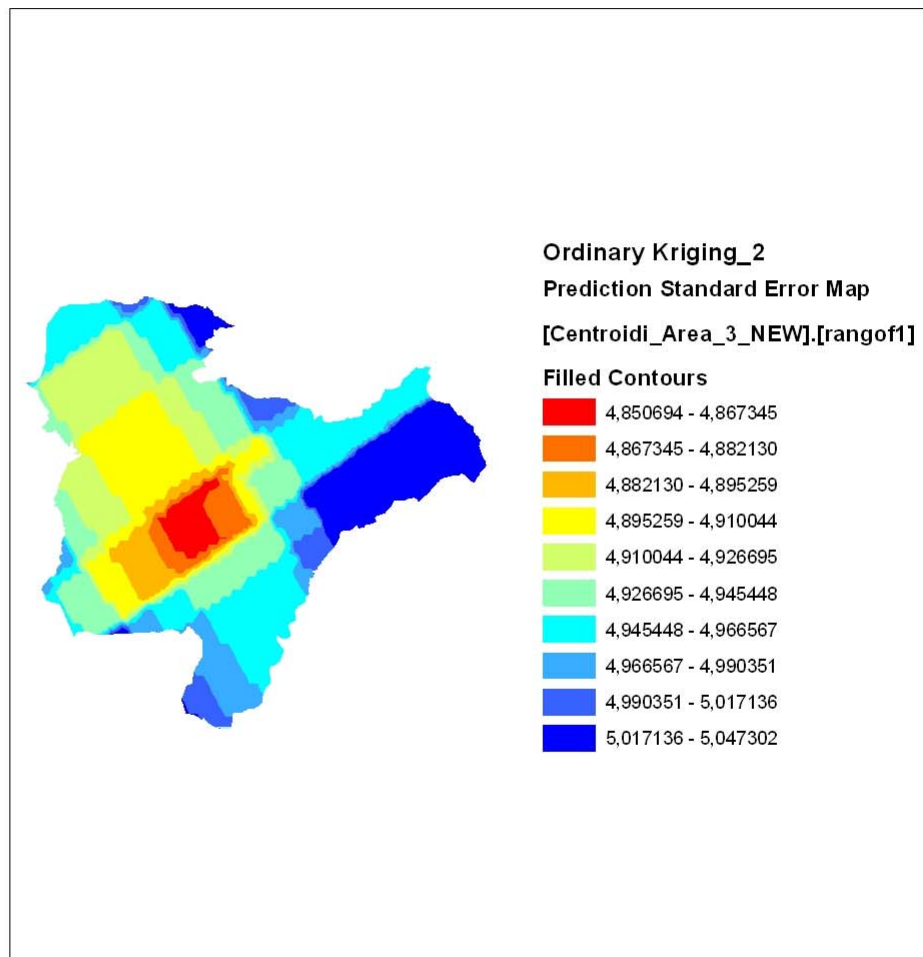 Ordinary Kriging_2
Prediction Standard Error Map
[Centroidi_Area_3_NEW].[rangof1]
Filled Contours
4,850694 - 4,867345
4,867345 - 4,882130
4,882130 - 4,895259
4,895259 - 4,910044
4,910044 - 4,926695
4,926695 - 4,945448
4,945448 - 4,966567
4,966567 - 4,990351
4,990351 - 5,017136
5,017136 - 5,047302